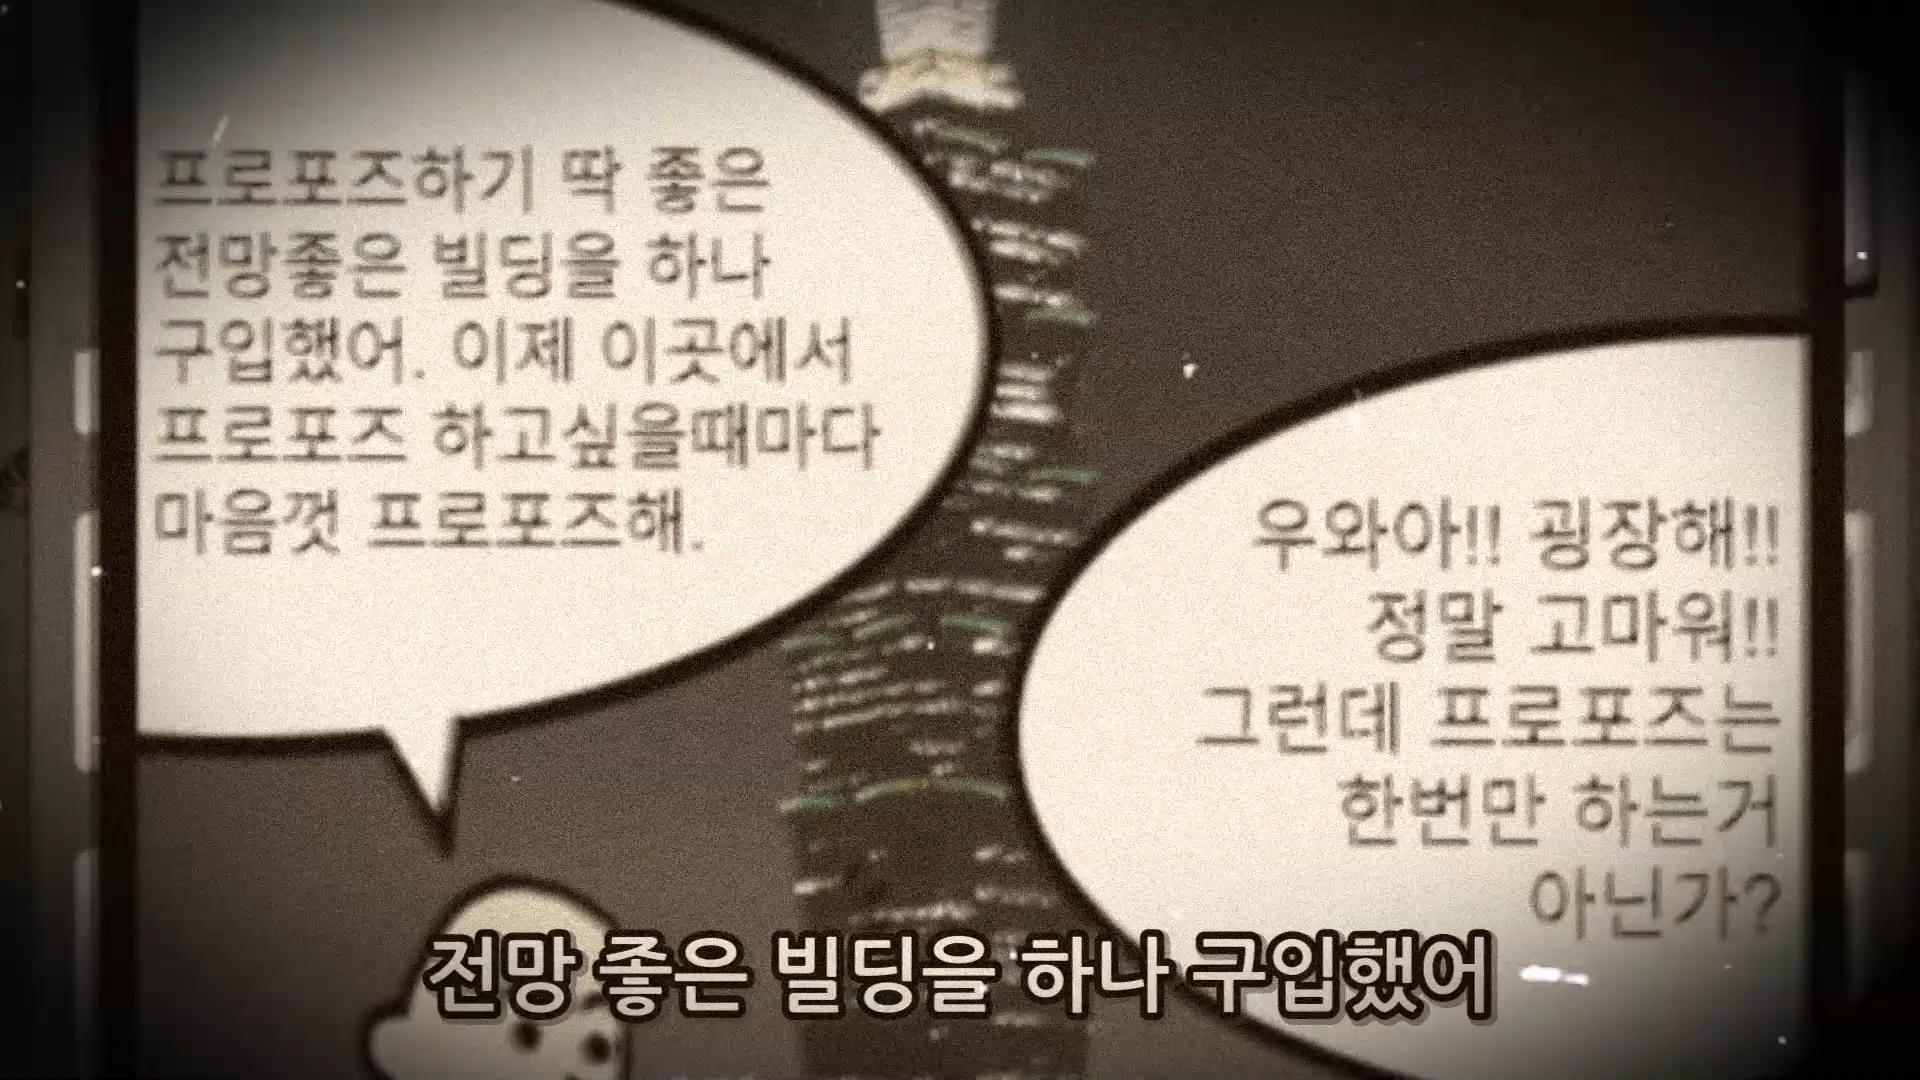 프로포즈하기 딱 좋은
전망좋은 빌딩을 하나
구입했어. 이제 이곳에서
프로포즈 하고싶을때마다
마음껏 프로포즈해.
우와아!! 굉장해!!
정말 고마워!!
그런데 프로포즈는
한번만 하는거
아닌가?
전망 좋은 빌딩을 하나 구입했어